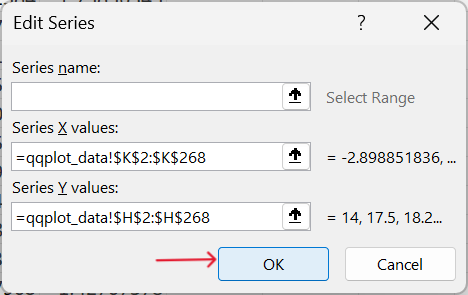 Edit Series
?
Series name:
Select Range
Series X values:
=qqplot_data!$K$2:$K$268
= -2.898851836, ...
Series Y values:
=qqplot_data!$H$2:$H$268
= 14, 17.5, 18.2...
OK
Cancel